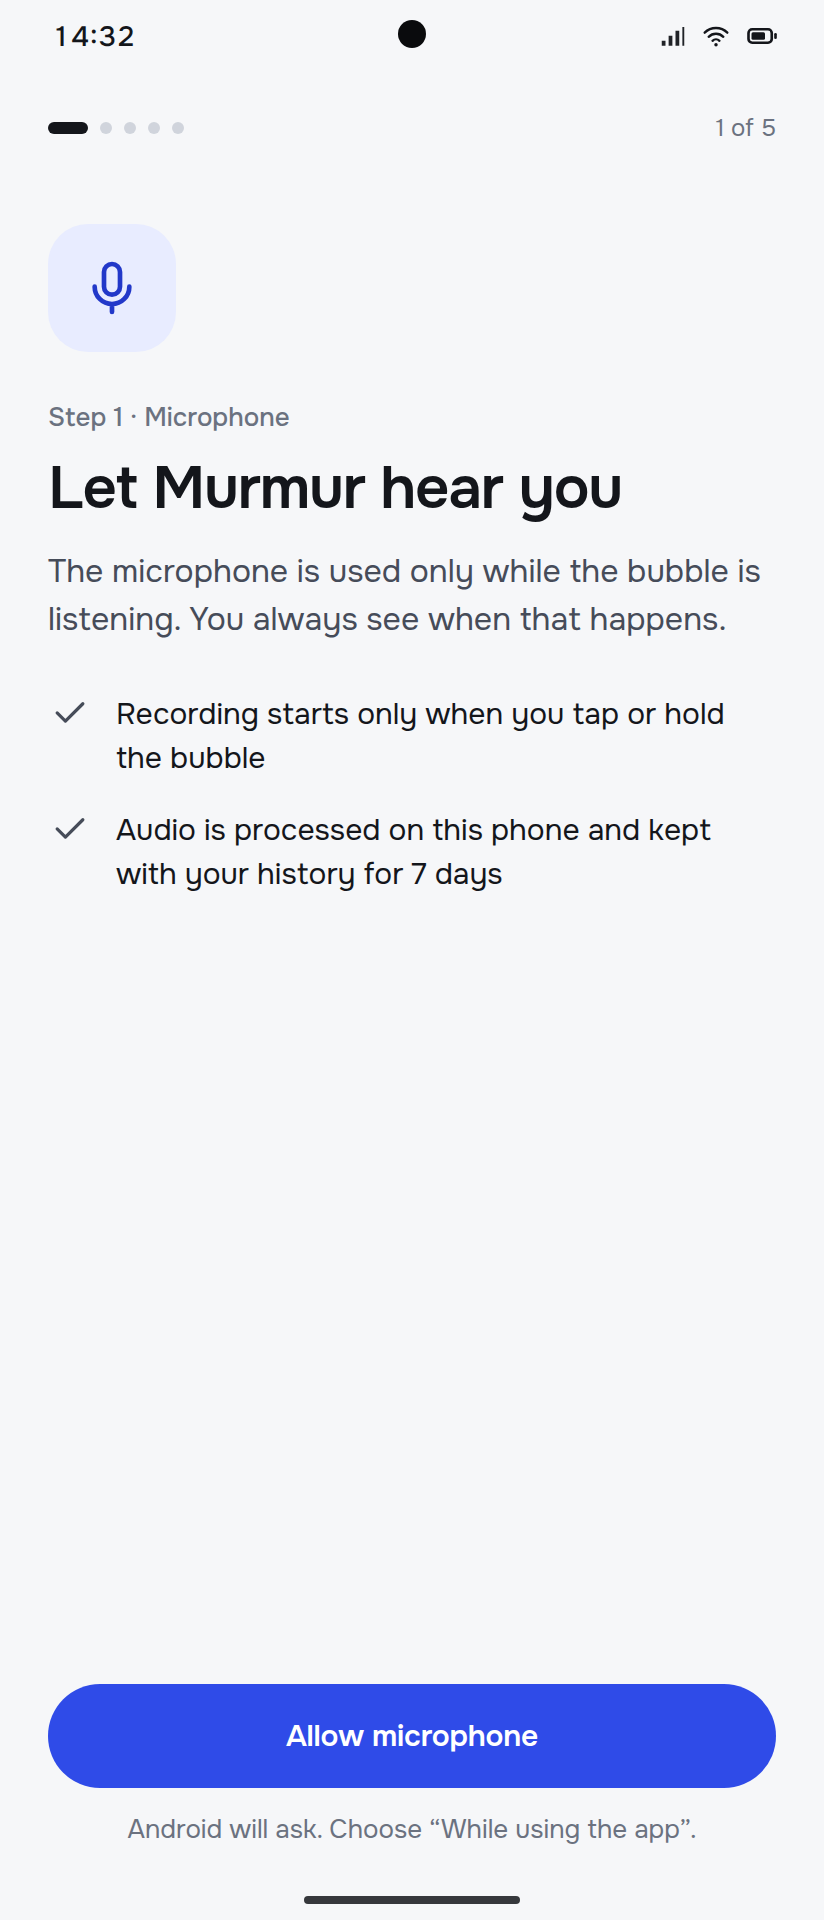 14:32
1 of 5
Step 1 · Microphone
Let Murmur hear you
The microphone is used only while the bubble is
listening. You always see when that happens.
Recording starts only when you tap or hold
the bubble
Audio is processed on this phone and kept
with your history for 7 days
Allow microphone
Android will ask. Choose “While using the app”.